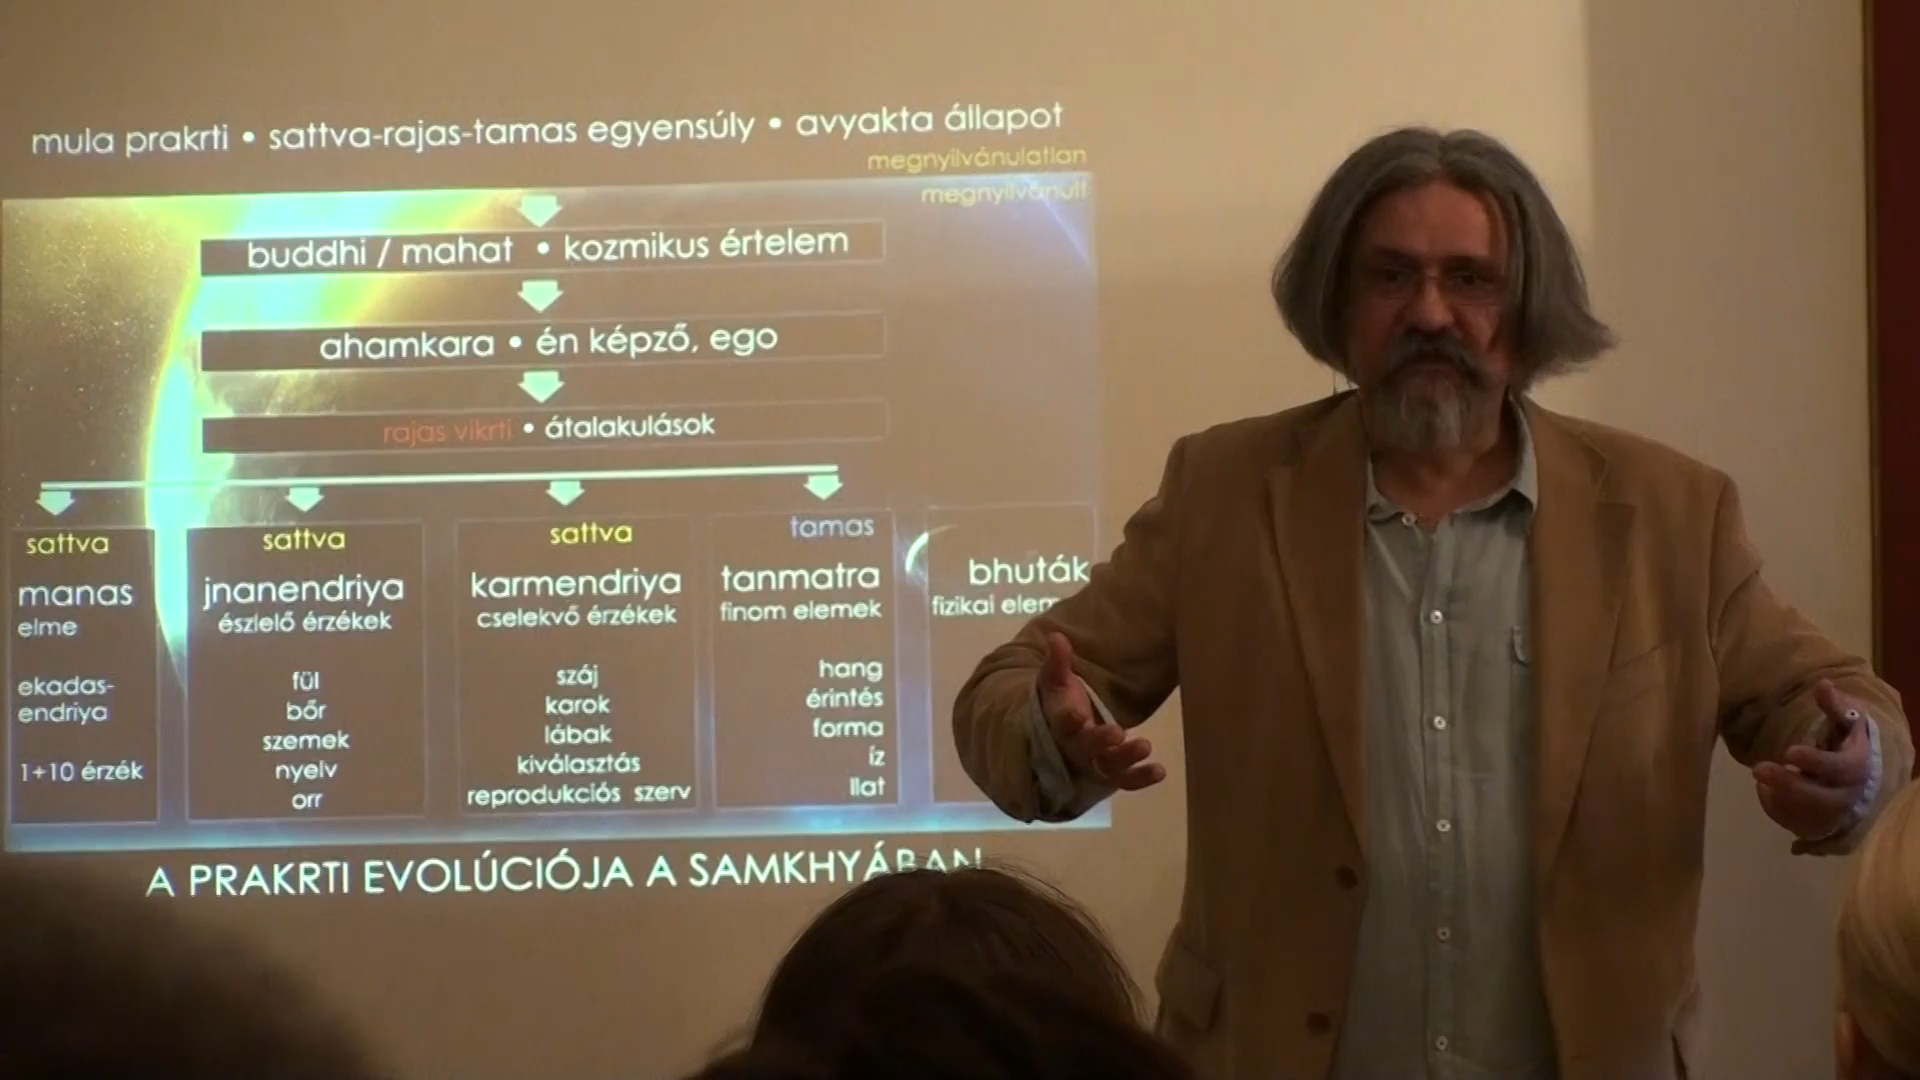 mula prakrti • sattva-rajas-tamas egyensúly • avyakta állapot
megnyilvánulatlan
megnyilvánult
buddhi / mahat • kozmikus értelem
ahamkara • én képző, ego
rajas vikrti • átalakulások
sattva
manas
elme
ekadas-
endriya
1+10 érzék
sattva
jnanendriya
észlelő érzékek
fül
bőr
szemek
nyelv
orr
sattva
karmendriya
cselekvő érzékek
száj
karok
lábak
kiválasztás
reprodukciós szerv
tamas
tanmatra
finom elemek
hang
érintés
forma
íz
illat
bhuták
fizikai
A PRAKRTI EVOLÚCIÓJA A SAMKHYÁBAN